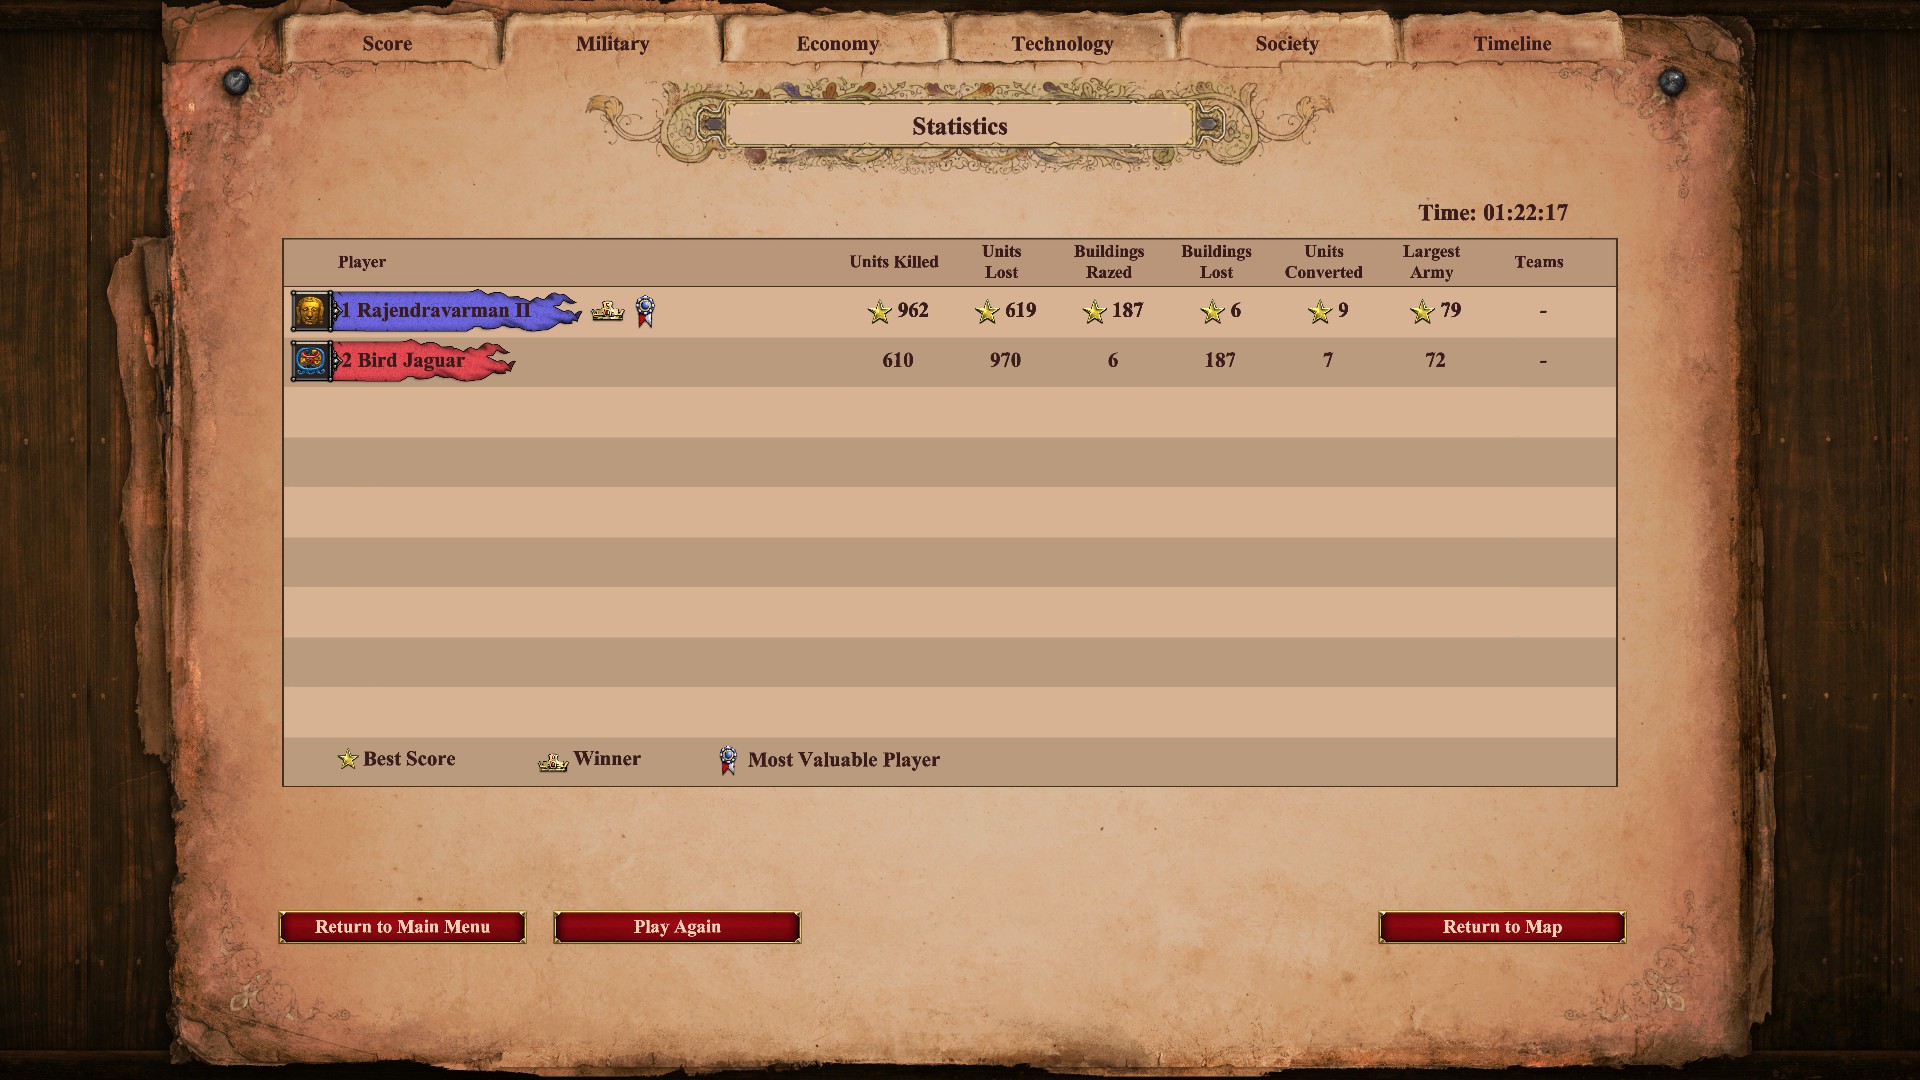 Score Military Economy Technology Society Timeline
Statistics
Time: 01:22:17
Player Units Killed Units Lost Buildings Razed Buildings Lost Units Converted Largest Army Teams
1 Rajendravarman II 962 619 187 6 9 79 -
2 Bird Jaguar 610 970 6 187 7 72 -
Best Score Winner Most Valuable Player
Return to Main Menu Play Again Return to Map